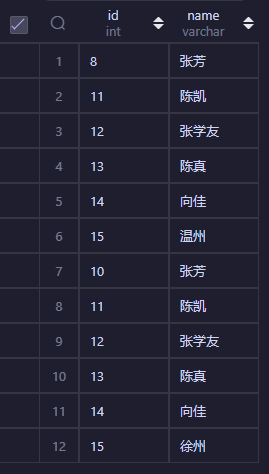 id name
int varchar
1 8 张芳
2 11 陈凯
3 12 张学友
4 13 陈真
5 14 向佳
6 15 温州
7 10 张芳
8 11 陈凯
9 12 张学友
10 13 陈真
11 14 向佳
12 15 徐州